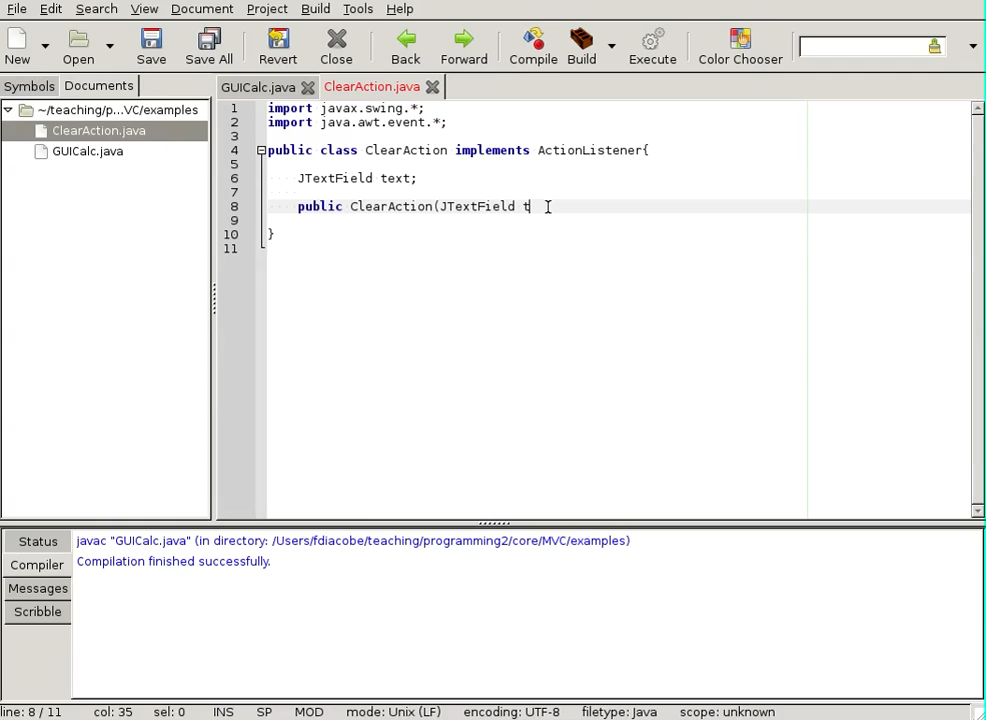 File Edit Search View Document Project Build Tools Help
New Open Save Save All Revert Close Back Forward Compile Build Execute Color Chooser
Symbols Documents GUICalc.java ClearAction.java
~/teaching/p...VC/examples
ClearAction.java
GUICalc.java
1 import javax.swing.*;
2 import java.awt.event.*;
3
4 public class ClearAction implements ActionListener{
5
6 JTextField text;
7
8 public ClearAction(JTextField t
9
10 }
11
Status
Compiler
Messages
Scribble
javac "GUICalc.java" (in directory: /Users/fdiacobe/teaching/programming2/core/MVC/examples)
Compilation finished successfully.
line: 8 / 11 col: 35 sel: 0 INS SP MOD mode: Unix (LF) encoding: UTF-8 filetype: Java scope: unknown